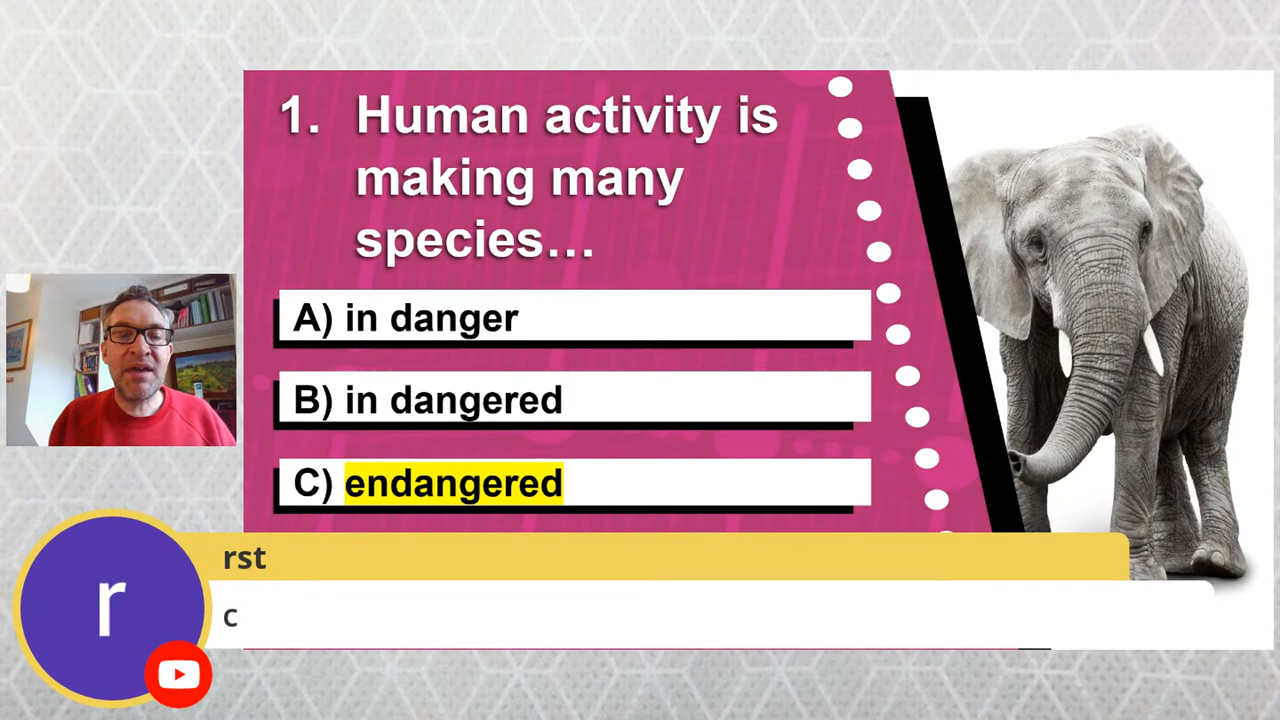 1. Human activity is
making many
species…
A) in danger
B) in dangered
C) endangered
rst
c
r